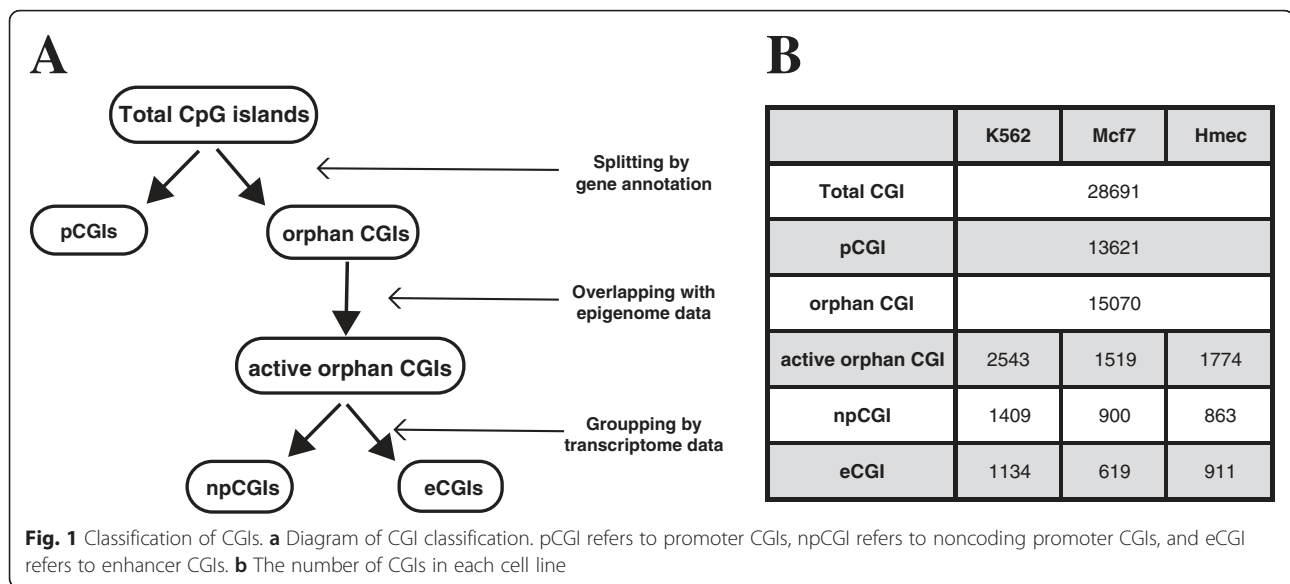 A
Total CpG islands
Splitting by
gene annotation
pCGIs
orphan CGIs
Overlapping with
epigenome data
active orphan CGIs
Groupping by
transcriptome data
npCGIs
eCGIs
B
K562 Mcf7 Hmec
Total CGI 28691
pCGI 13621
orphan CGI 15070
active orphan CGI 2543 1519 1774
npCGI 1409 900 863
eCGI 1134 619 911
Fig. 1 Classification of CGIs. a Diagram of CGI classification. pCGI refers to promoter CGIs, npCGI refers to noncoding promoter CGIs, and eCGI
refers to enhancer CGIs. b The number of CGIs in each cell line